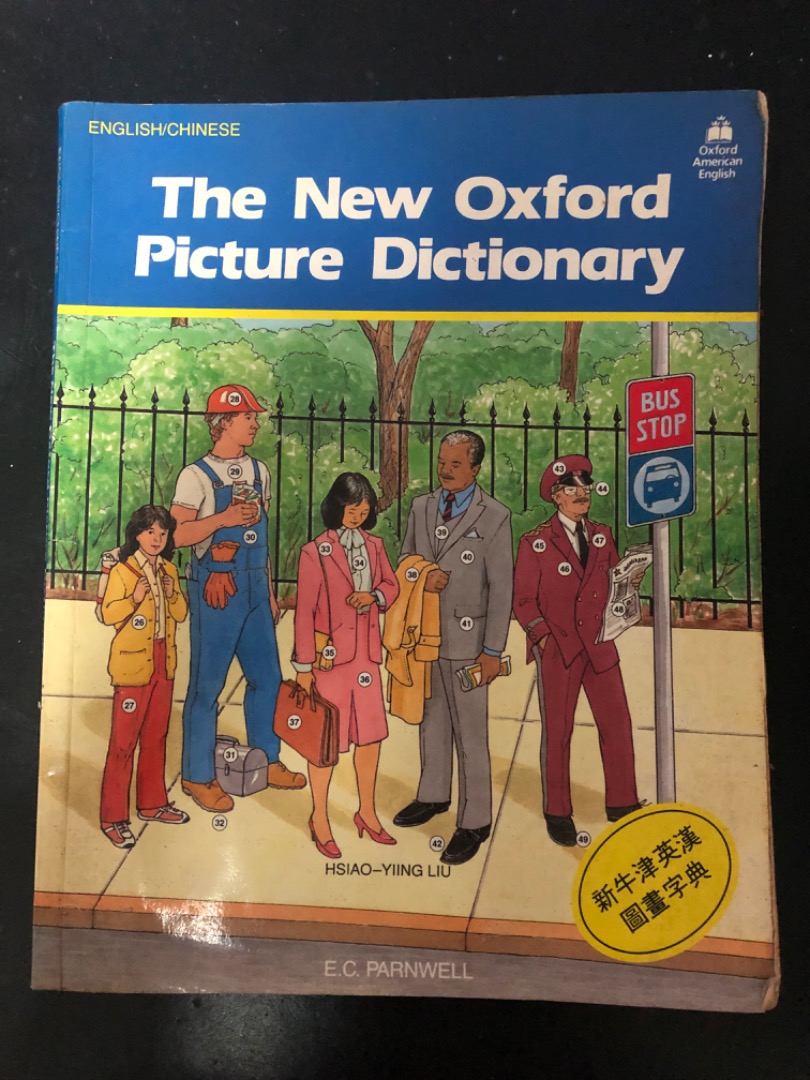 ENGLISH/CHINESE
Oxford
American
English
The New Oxford
Picture Dictionary
BUS
STOP
28
29
30
43
44
33
34
39
40
45
46
47
38
48
26
41
35
36
27
37
31
32
42
49
HSIAO-YIING LIU
新牛津英漢
圖畫字典
E.C. PARNWELL